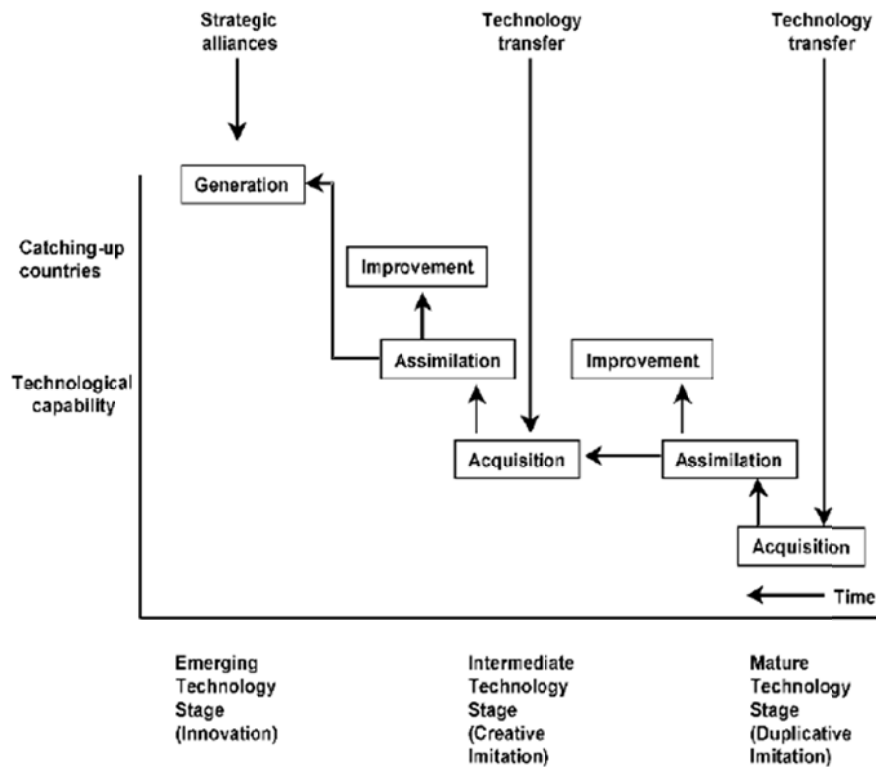 Strategic
alliances
Technology
transfer
Technology
transfer
Generation
Catching-up
countries
Improvement
Assimilation
Improvement
Technological
capability
Acquisition
Assimilation
Acquisition
Time
Emerging
Technology
Stage
(Innovation)
Intermediate
Technology
Stage
(Creative
Imitation)
Mature
Technology
Stage
(Duplicative
Imitation)